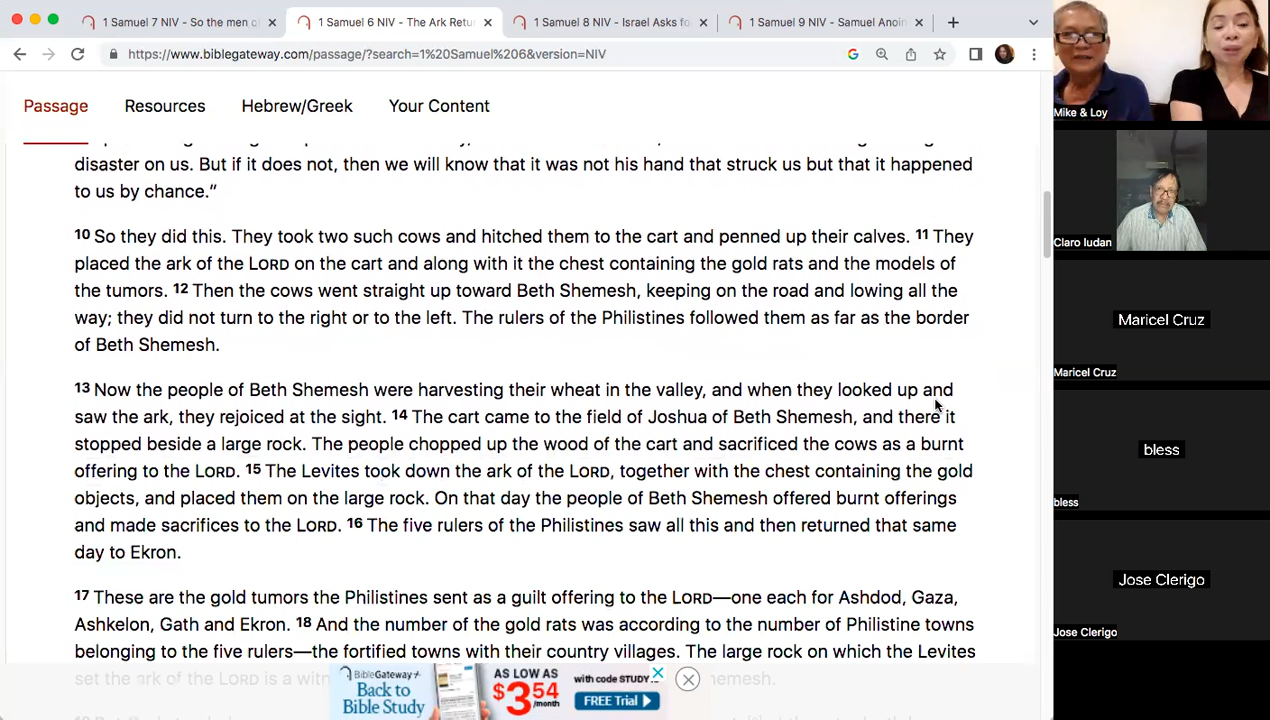 1 Samuel 7 NIV - So the men o
1 Samuel 6 NIV - The Ark Retur
1 Samuel 8 NIV - Israel Asks fo
1 Samuel 9 NIV - Samuel Anoin
https://www.biblegateway.com/passage/?search=1%20Samuel%206&version=NIV
Passage Resources Hebrew/Greek Your Content
disaster on us. But if it does not, then we will know that it was not his hand that struck us but that it happened
to us by chance.”
10 So they did this. They took two such cows and hitched them to the cart and penned up their calves. 11 They
placed the ark of the LORD on the cart and along with it the chest containing the gold rats and the models of
the tumors. 12 Then the cows went straight up toward Beth Shemesh, keeping on the road and lowing all the
way; they did not turn to the right or to the left. The rulers of the Philistines followed them as far as the border
of Beth Shemesh.
13 Now the people of Beth Shemesh were harvesting their wheat in the valley, and when they looked up and
saw the ark, they rejoiced at the sight. 14 The cart came to the field of Joshua of Beth Shemesh, and there it
stopped beside a large rock. The people chopped up the wood of the cart and sacrificed the cows as a burnt
offering to the LORD. 15 The Levites took down the ark of the LORD, together with the chest containing the gold
objects, and placed them on the large rock. On that day the people of Beth Shemesh offered burnt offerings
and made sacrifices to the LORD. 16 The five rulers of the Philistines saw all this and then returned that same
day to Ekron.
17 These are the gold tumors the Philistines sent as a guilt offering to the LORD—one each for Ashdod, Gaza,
Ashkelon, Gath and Ekron. 18 And the number of the gold rats was according to the number of Philistine towns
belonging to the five rulers—the fortified towns with their country villages. The large rock on which the Levites
set the ark of the LORD is a wit
emesh.
BibleGateway+
Back to
Bible Study
AS LOW AS
$3.54
/month
with code STUDY
FREE Trial
Mike & Loy
Claro Iudan
Maricel Cruz
Maricel Cruz
bless
bless
Jose Clerigo
Jose Clerigo